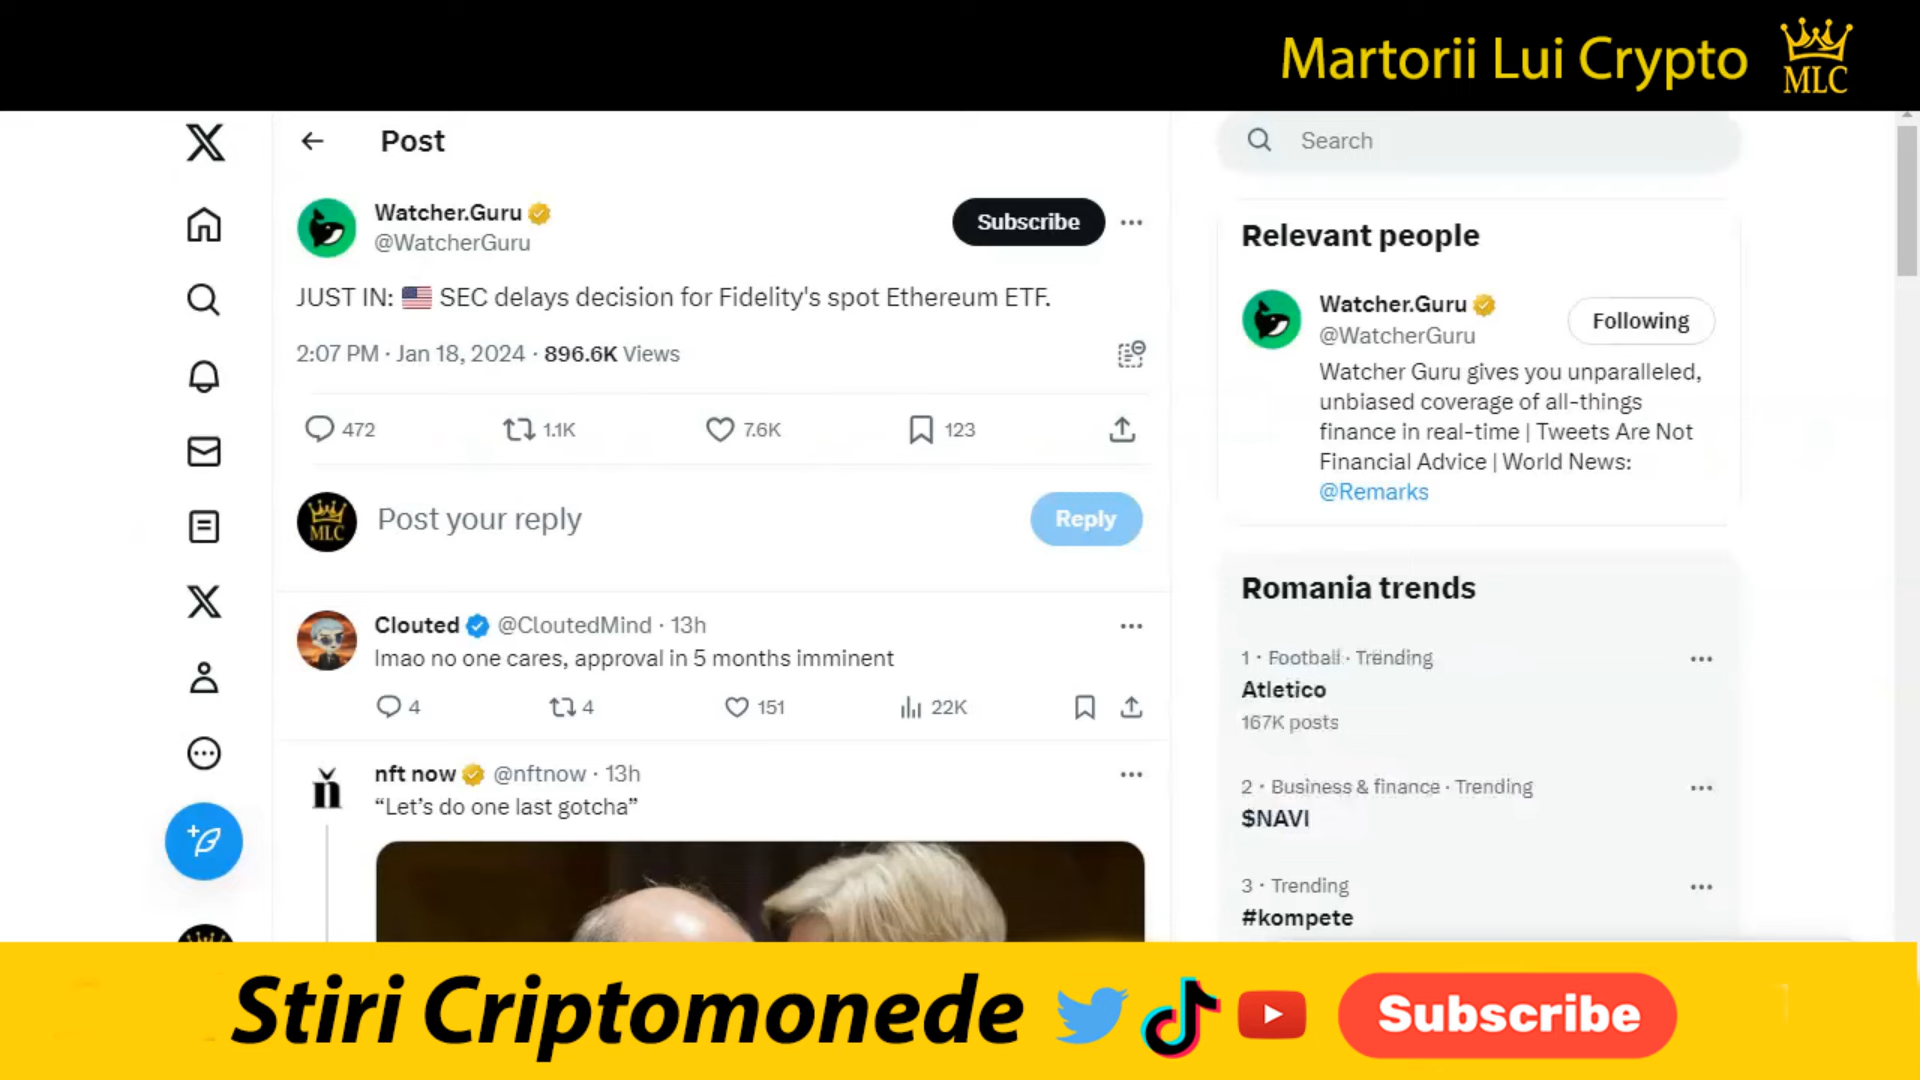 Martorii Lui Crypto
MLC
Post
Search
Watcher.Guru
@WatcherGuru
Subscribe
JUST IN: 🇺🇸 SEC delays decision for Fidelity's spot Ethereum ETF.
2:07 PM · Jan 18, 2024 · 896.6K Views
472 1.1K 7.6K 123
MLC
Post your reply
Reply
Clouted @CloutedMind · 13h
lmao no one cares, approval in 5 months imminent
4 4 151 22K
nft now @nftnow · 13h
“Let’s do one last gotcha”
Relevant people
Watcher.Guru
@WatcherGuru
Following
Watcher Guru gives you unparalleled,
unbiased coverage of all-things
finance in real-time | Tweets Are Not
Financial Advice | World News:
@Remarks
Romania trends
1 · Football · Trending
Atletico
167K posts
2 · Business & finance · Trending
$NAVI
3 · Trending
#kompete
Stiri Criptomonede
Subscribe